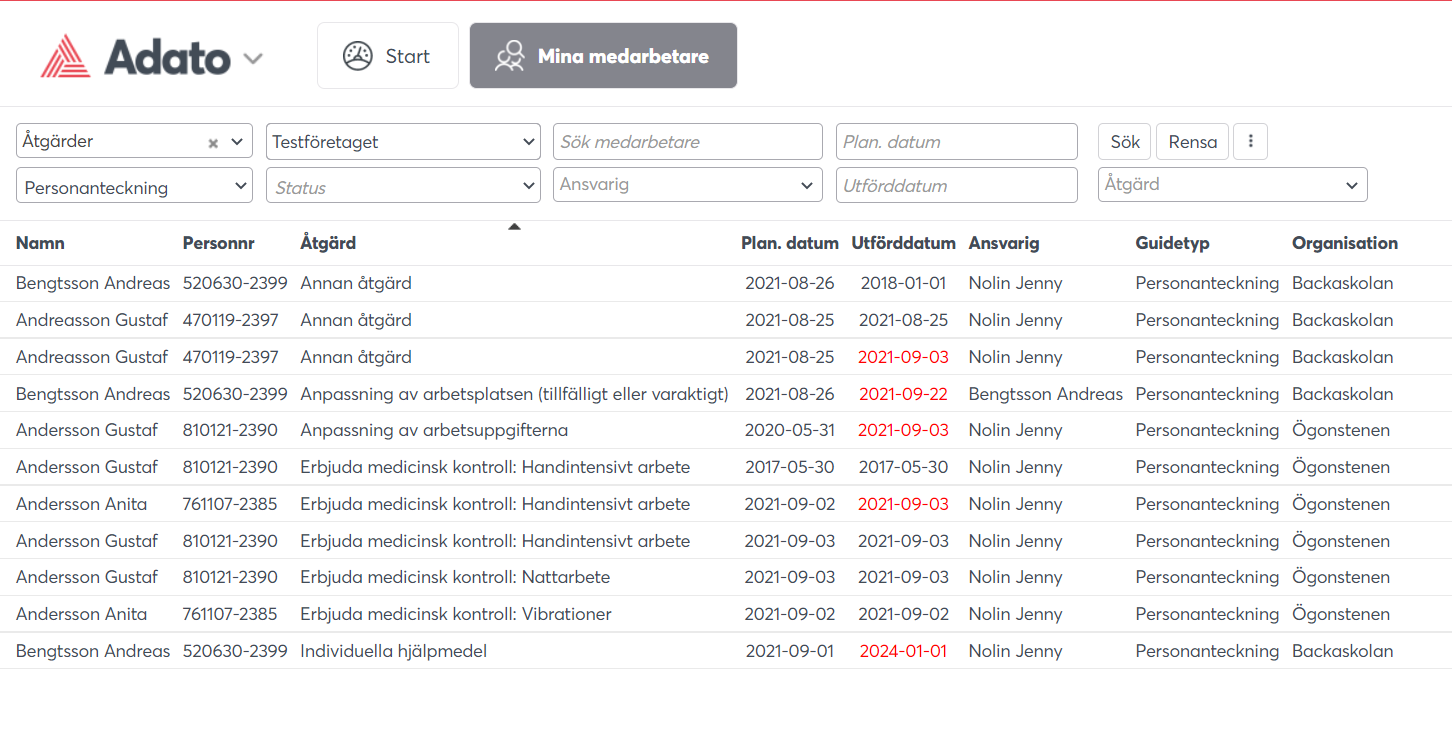 Adato Start Mina medarbetare
Åtgärder Testföretaget Sök medarbetare Plan. datum Sök Rensa
Personanteckning Status Ansvarig Utförddatum Åtgärd
Namn Personnr Åtgärd Plan. datum Utförddatum Ansvarig Guidetyp Organisation
Bengtsson Andreas 520630-2399 Annan åtgärd 2021-08-26 2018-01-01 Nolin Jenny Personanteckning Backaskolan
Andreasson Gustaf 470119-2397 Annan åtgärd 2021-08-25 2021-08-25 Nolin Jenny Personanteckning Backaskolan
Andreasson Gustaf 470119-2397 Annan åtgärd 2021-08-25 2021-09-03 Nolin Jenny Personanteckning Backaskolan
Bengtsson Andreas 520630-2399 Anpassning av arbetsplatsen (tillfälligt eller varaktigt) 2021-08-26 2021-09-22 Bengtsson Andreas Personanteckning Backaskolan
Andersson Gustaf 810121-2390 Anpassning av arbetsuppgifterna 2020-05-31 2021-09-03 Nolin Jenny Personanteckning Ögonstenen
Andersson Gustaf 810121-2390 Erbjuda medicinsk kontroll: Handintensivt arbete 2017-05-30 2017-05-30 Nolin Jenny Personanteckning Ögonstenen
Andersson Anita 761107-2385 Erbjuda medicinsk kontroll: Handintensivt arbete 2021-09-02 2021-09-03 Nolin Jenny Personanteckning Ögonstenen
Andersson Gustaf 810121-2390 Erbjuda medicinsk kontroll: Handintensivt arbete 2021-09-03 2021-09-03 Nolin Jenny Personanteckning Ögonstenen
Andersson Gustaf 810121-2390 Erbjuda medicinsk kontroll: Nattarbete 2021-09-03 2021-09-03 Nolin Jenny Personanteckning Ögonstenen
Andersson Anita 761107-2385 Erbjuda medicinsk kontroll: Vibrationer 2021-09-02 2021-09-02 Nolin Jenny Personanteckning Ögonstenen
Bengtsson Andreas 520630-2399 Individuella hjälpmedel 2021-09-01 2024-01-01 Nolin Jenny Personanteckning Backaskolan